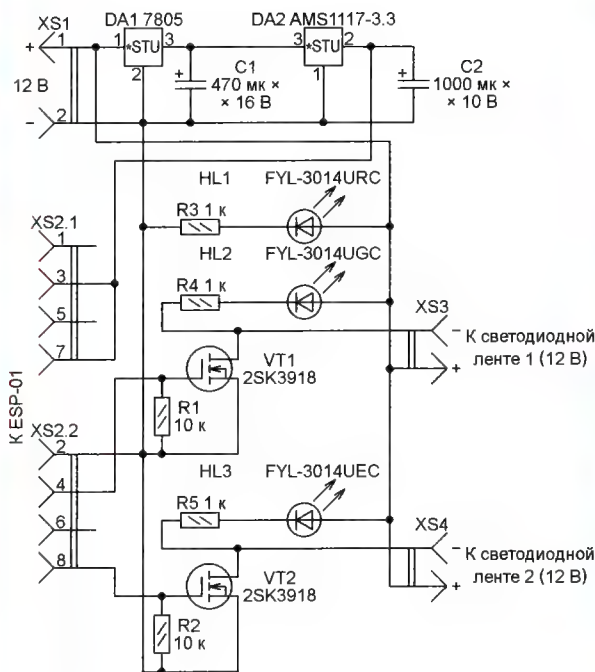 XS1
DA1 7805
DA2 AMS1117-3.3
+
1
1
*STU
3
3
*STU
2
12 В
2
1
−
2
+
C1
470 мк ×
× 16 В
+
C2
1000 мк ×
× 10 В
HL1
FYL-3014URC
R3 1 к
HL2
FYL-3014UGC
R4 1 к
XS2.1
1
3
5
7
К ESP-01
XS3
−
К светодиодной
ленте 1 (12 В)
+
VT1
2SK3918
R1
10 к
XS2.2
2
4
6
8
HL3
FYL-3014UEC
R5 1 к
XS4
−
К светодиодной
ленте 2 (12 В)
+
VT2
2SK3918
R2
10 к